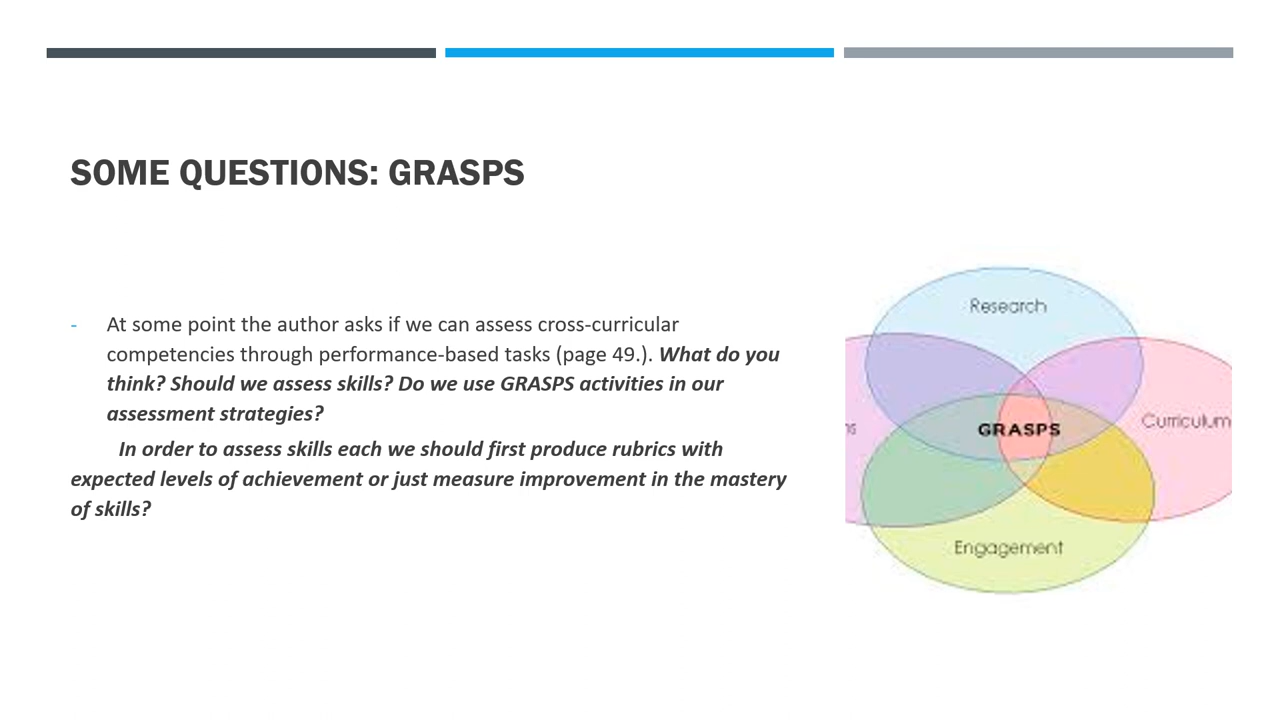 SOME QUESTIONS: GRASPS
- At some point the author asks if we can assess cross-curricular
competencies through performance-based tasks (page 49.). What do you
think? Should we assess skills? Do we use GRASPS activities in our
assessment strategies?
In order to assess skills each we should first produce rubrics with
expected levels of achievement or just measure improvement in the mastery
of skills?
Research
Curriculum
GRASPS
Engagement